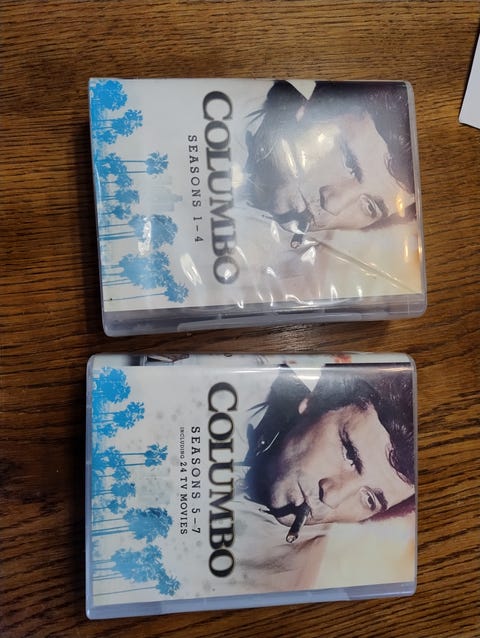 COLUMBO
SEASONS 1-4
COLUMBO
SEASONS 5-7
INCLUDING 24 TV MOVIES